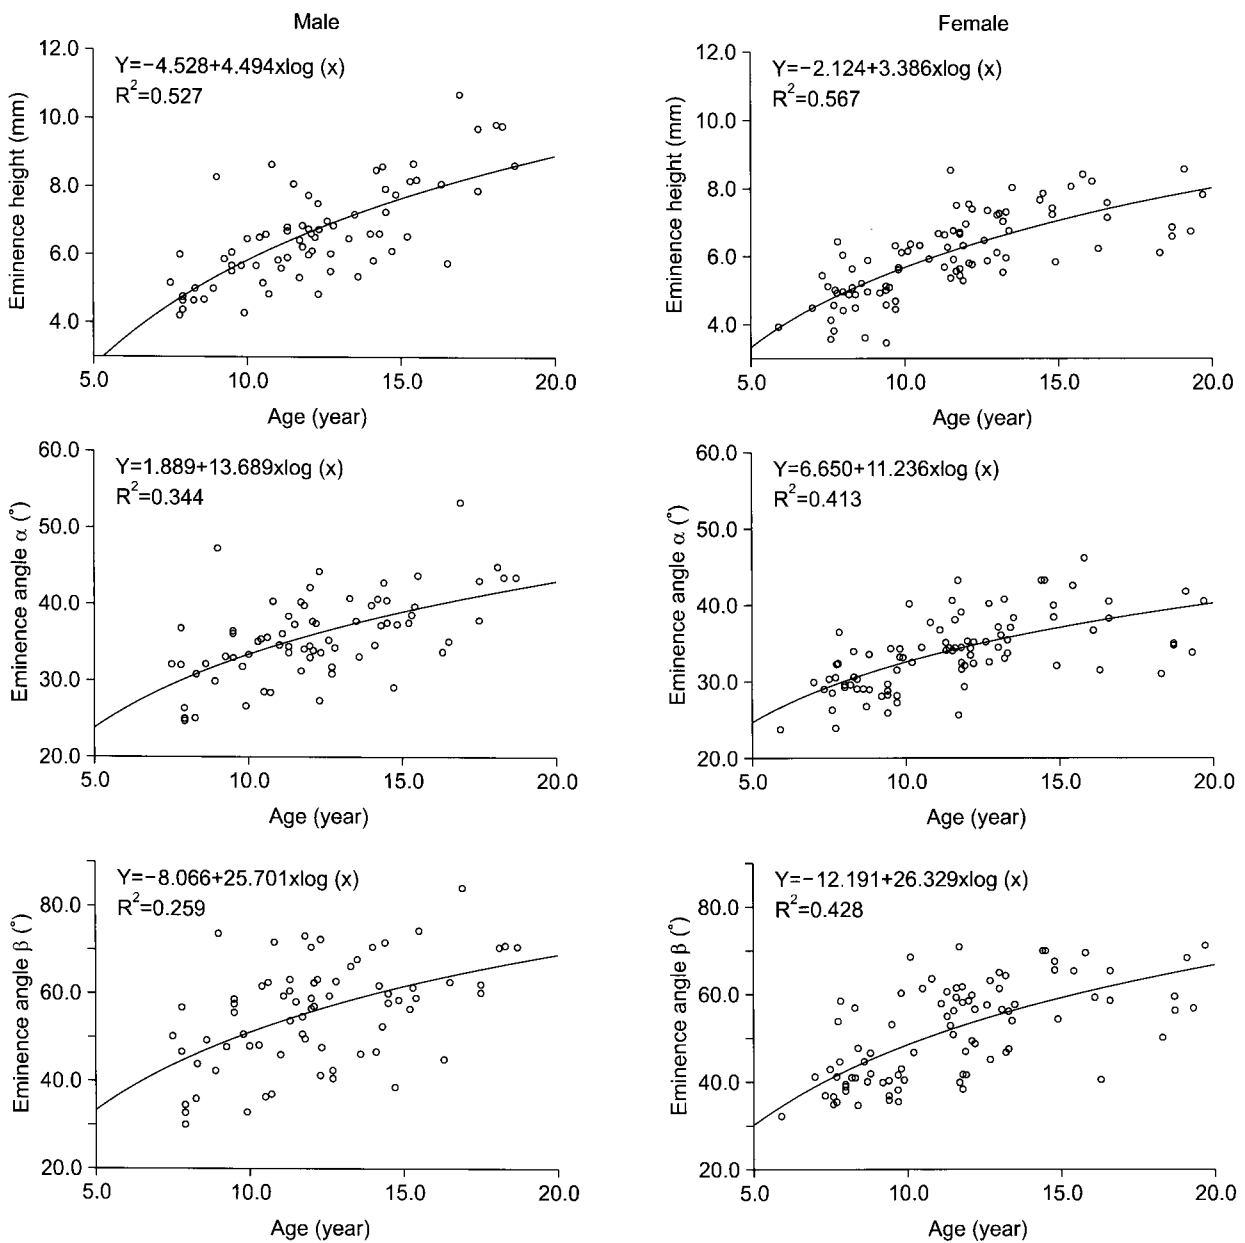 Male
Female
Y=−4.528+4.494xlog (x)
R²=0.527
Eminence height (mm)
12.0
10.0
8.0
6.0
4.0
5.0 10.0 15.0 20.0
Age (year)
Y=−2.124+3.386xlog (x)
R²=0.567
Eminence height (mm)
12.0
10.0
8.0
6.0
4.0
5.0 10.0 15.0 20.0
Age (year)
Y=1.889+13.689xlog (x)
R²=0.344
Eminence angle α (°)
60.0
50.0
40.0
30.0
20.0
5.0 10.0 15.0 20.0
Age (year)
Y=6.650+11.236xlog (x)
R²=0.413
Eminence angle α (°)
60.0
50.0
40.0
30.0
20.0
5.0 10.0 15.0 20.0
Age (year)
Y=−8.066+25.701xlog (x)
R²=0.259
Eminence angle β (°)
80.0
60.0
40.0
20.0
5.0 10.0 15.0 20.0
Age (year)
Y=−12.191+26.329xlog (x)
R²=0.428
Eminence angle β (°)
80.0
60.0
40.0
20.0
5.0 10.0 15.0 20.0
Age (year)